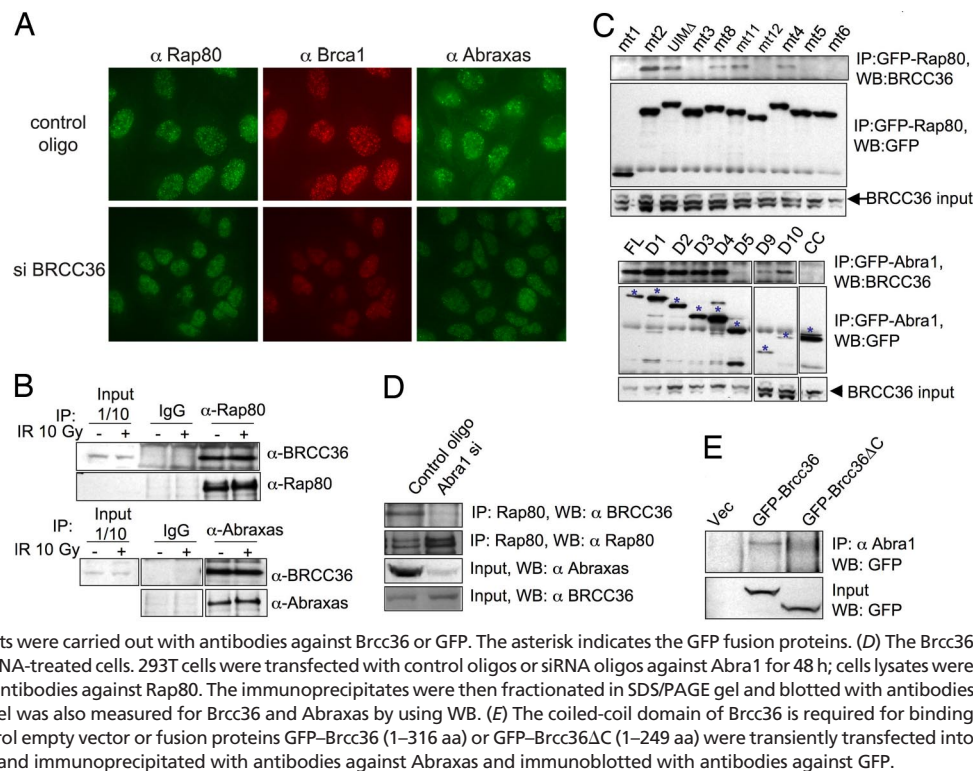 A
α Rap80
α Brca1
α Abraxas
control
oligo
si BRCC36
B
IP:
Input
1/10
IgG
α-Rap80
IR 10 Gy
- + - + - +
α-BRCC36
α-Rap80
IP:
Input
1/10
IgG
α-Abraxas
IR 10 Gy
- + - + - +
α-BRCC36
α-Abraxas
C
mt1 mt2 UIMΔ mt3 mt8 mt11 mt12 mt4 mt5 mt6
IP:GFP-Rap80,
WB:BRCC36
IP:GFP-Rap80,
WB:GFP
BRCC36 input
FL D1 D2 D3 D4 D5 D9 D10 CC
IP:GFP-Abra1,
WB:BRCC36
* * * * * * * * *
IP:GFP-Abra1,
WB:GFP
BRCC36 input
D
Control oligo
Abra1 si
IP: Rap80, WB: α BRCC36
IP: Rap80, WB: α Rap80
Input, WB: α Abraxas
Input, WB: α BRCC36
E
Vec
GFP-Brcc36
GFP-Brcc36ΔC
IP: α Abra1
WB: GFP
Input
WB: GFP
ts were carried out with antibodies against Brcc36 or GFP. The asterisk indicates the GFP fusion proteins. (D) The Brcc36
NA-treated cells. 293T cells were transfected with control oligos or siRNA oligos against Abra1 for 48 h; cells lysates were
antibodies against Rap80. The immunoprecipitates were then fractionated in SDS/PAGE gel and blotted with antibodies
el was also measured for Brcc36 and Abraxas by using WB. (E) The coiled-coil domain of Brcc36 is required for binding
rol empty vector or fusion proteins GFP–Brcc36 (1–316 aa) or GFP–Brcc36ΔC (1–249 aa) were transiently transfected into
and immunoprecipitated with antibodies against Abraxas and immunoblotted with antibodies against GFP.